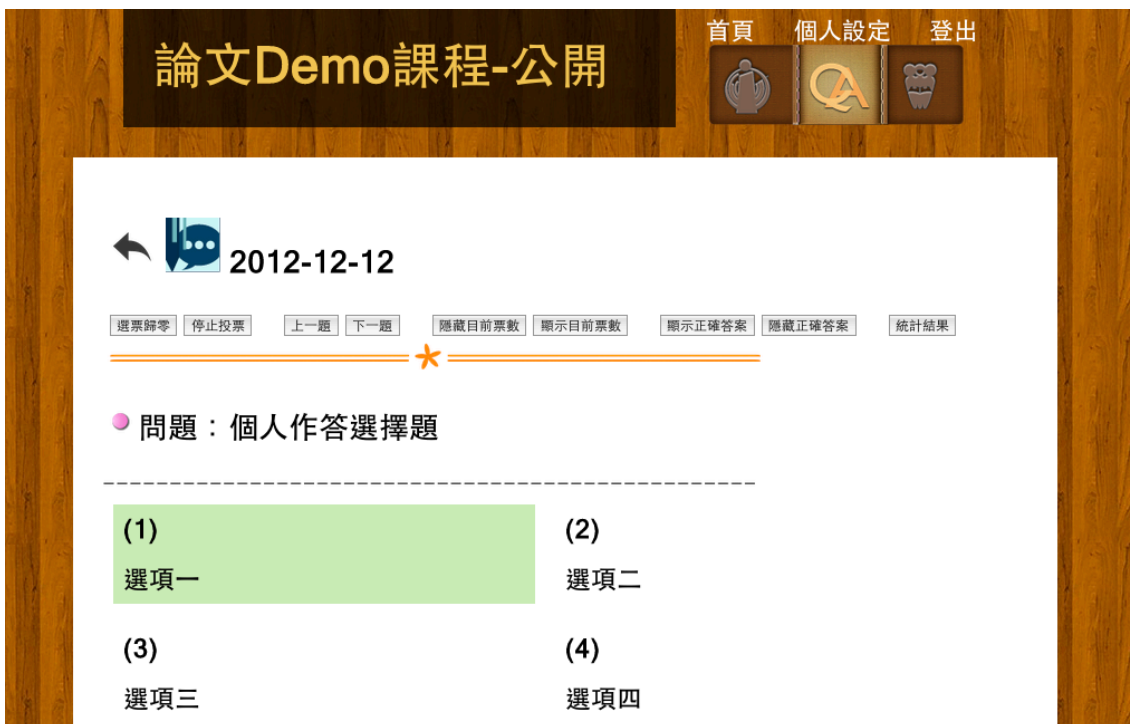 首頁 個人設定 登出
論文Demo課程-公開
2012-12-12
選票歸零 停止投票 上一題 下一題 隱藏目前票數 顯示目前票數 顯示正確答案 隱藏正確答案 統計結果
問題：個人作答選擇題
(1) (2)
選項一 選項二
(3) (4)
選項三 選項四